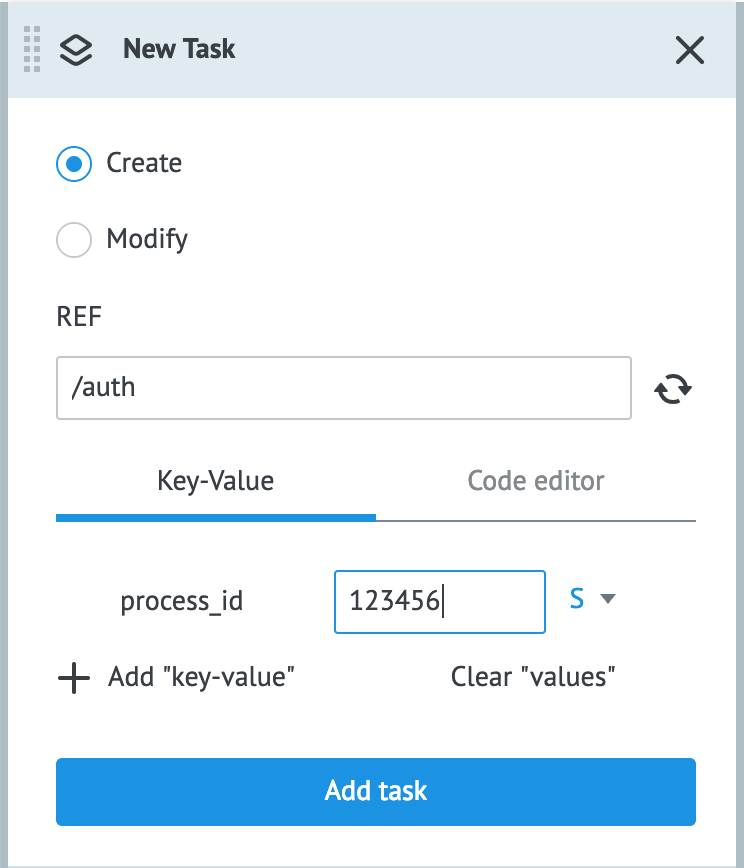 New Task
Create
Modify
REF
/auth
Key-Value Code editor
process_id 123456 S
Add "key-value" Clear "values"
Add task